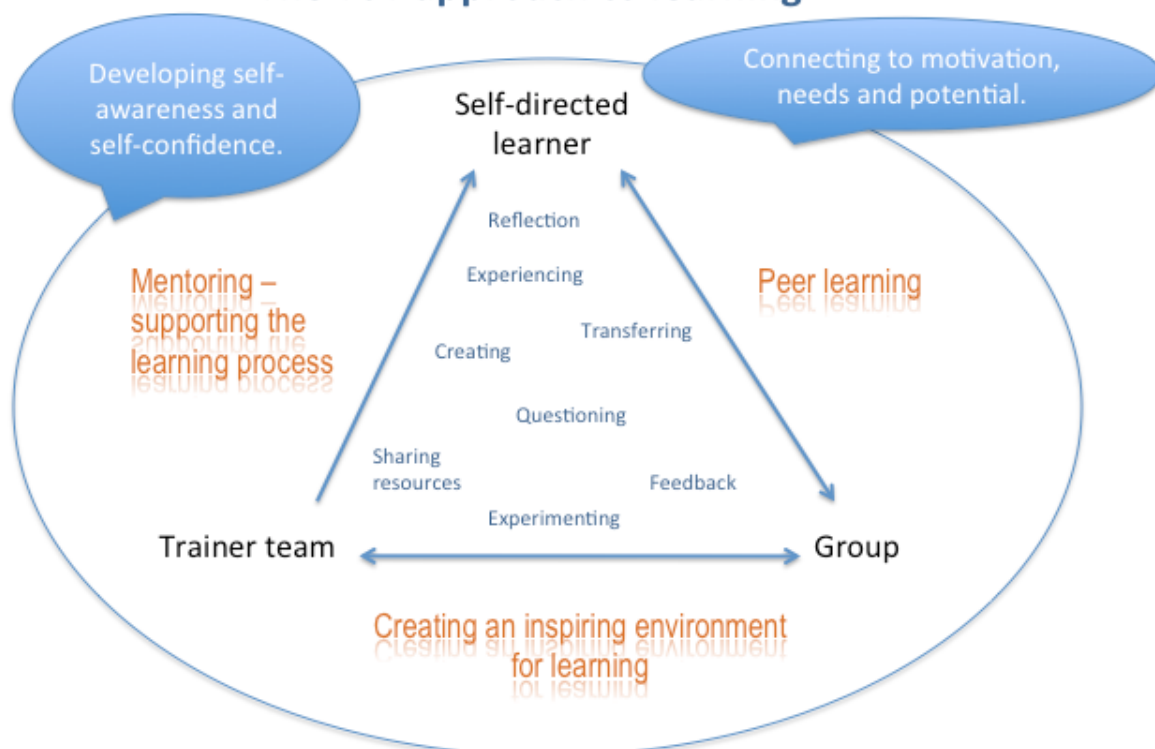 Developing self-
awareness and
self-confidence.
Connecting to motivation,
needs and potential.
Self-directed
learner
Reflection
Experiencing
Transferring
Creating
Questioning
Sharing
resources
Feedback
Experimenting
Mentoring –
supporting the
learning process
Peer learning
Trainer team
Group
Creating an inspiring environment
for learning